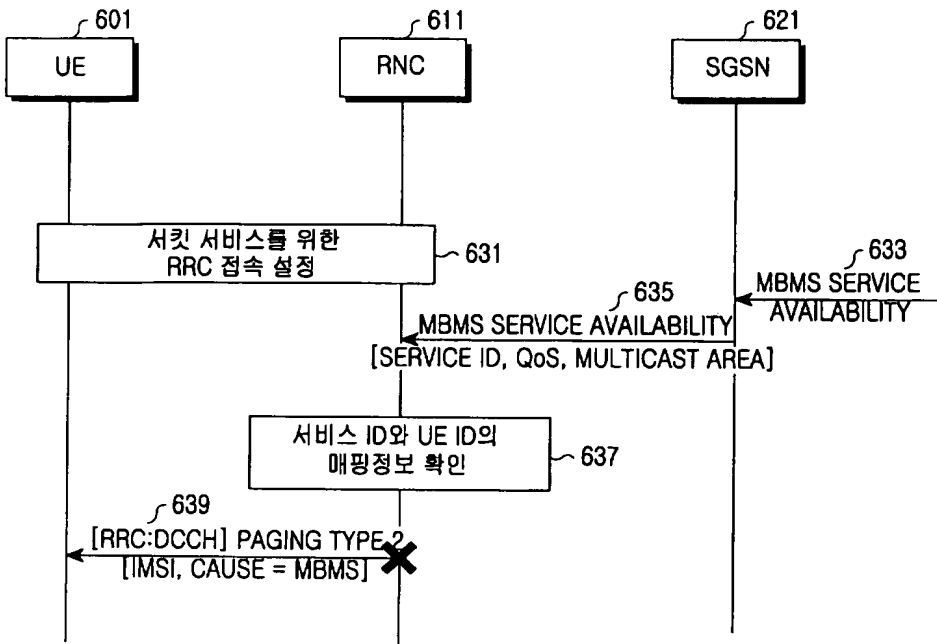 601
611
621
UE
RNC
SGSN
서킷 서비스를 위한
RRC 접속 설정
631
633
MBMS SERVICE
AVAILABILITY
635
MBMS SERVICE AVAILABILITY
[SERVICE ID, QoS, MULTICAST AREA]
서비스 ID와 UE ID의
매핑정보 확인
637
639
[RRC:DCCH] PAGING TYPE 2
[IMSI, CAUSE = MBMS]